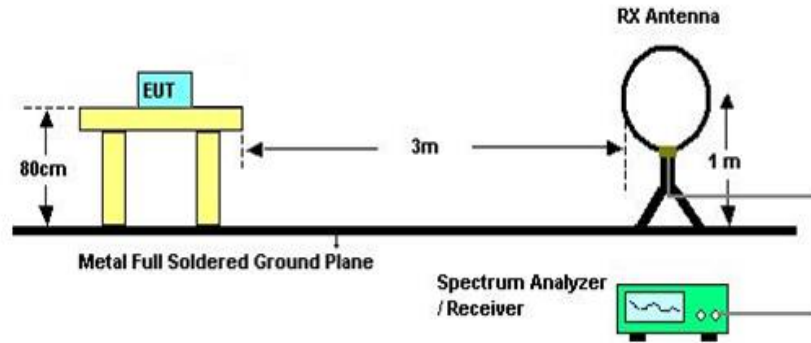 RX Antenna
EUT
3m
80cm
1 m
Metal Full Soldered Ground Plane
Spectrum Analyzer
/ Receiver